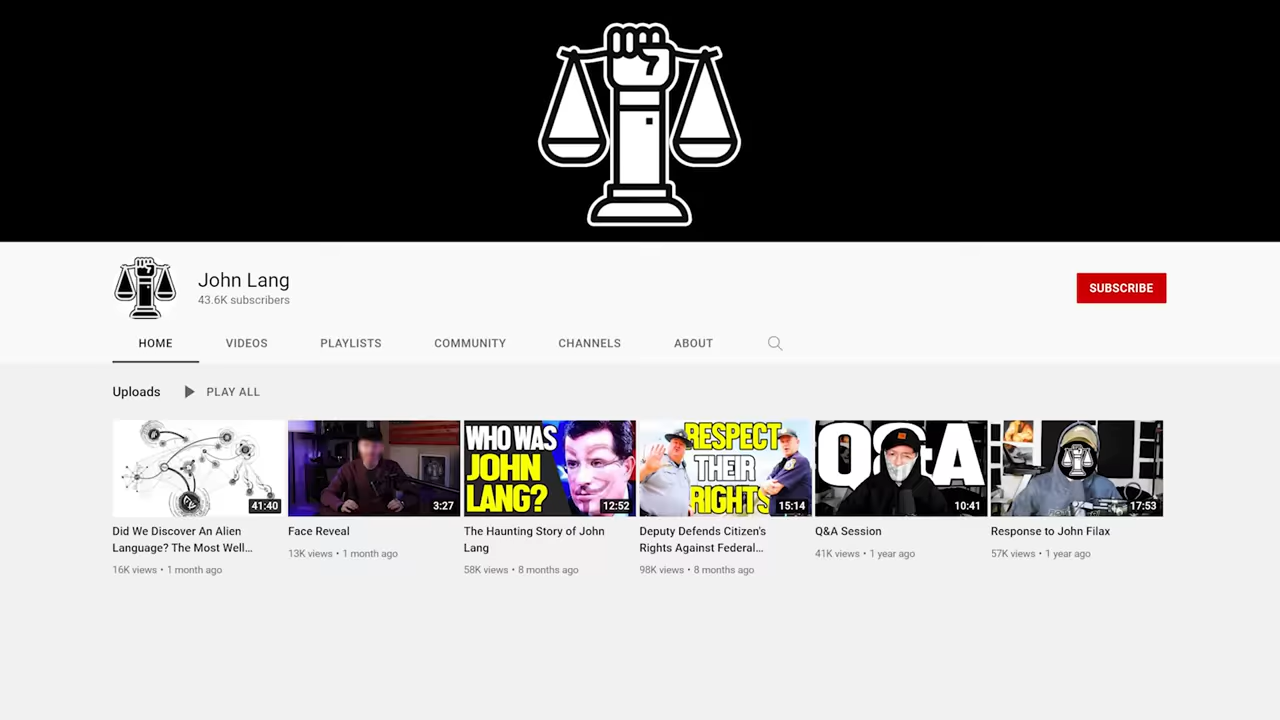 John Lang
43.6K subscribers
SUBSCRIBE
HOME VIDEOS PLAYLISTS COMMUNITY CHANNELS ABOUT
Uploads PLAY ALL
41:40
Did We Discover An Alien
Language? The Most Well...
16K views • 1 month ago
3:27
Face Reveal
13K views • 1 month ago
WHO WAS
JOHN
LANG?
12:52
The Haunting Story of John
Lang
58K views • 8 months ago
RESPECT
THEIR
RIGHTS
15:14
Deputy Defends Citizen's
Rights Against Federal...
98K views • 8 months ago
Q&A
10:41
Q&A Session
41K views • 1 year ago
17:53
Response to John Filax
57K views • 1 year ago